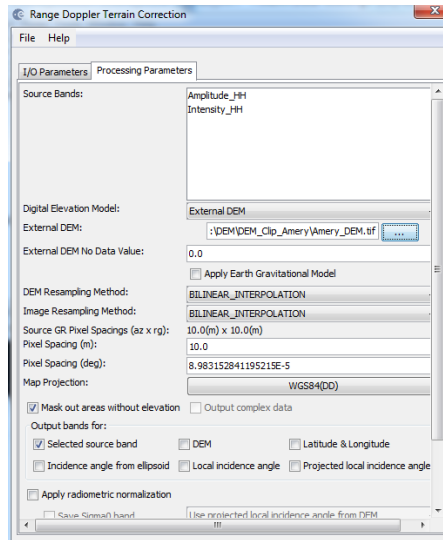 Range Doppler Terrain Correction
File Help
I/O Parameters Processing Parameters
Source Bands:
Amplitude_HH
Intensity_HH
Digital Elevation Model: External DEM
External DEM: :\DEM\DEM_Clip_Amery\Amery_DEM.tif ...
External DEM No Data Value: 0.0
Apply Earth Gravitational Model
DEM Resampling Method: BILINEAR_INTERPOLATION
Image Resampling Method: BILINEAR_INTERPOLATION
Source GR Pixel Spacings (az x rg): 10.0(m) x 10.0(m)
Pixel Spacing (m): 10.0
Pixel Spacing (deg): 8.983152841195215E-5
Map Projection: WGS84(DD)
Mask out areas without elevation Output complex data
Output bands for:
Selected source band DEM Latitude & Longitude
Incidence angle from ellipsoid Local incidence angle Projected local incidence angle
Apply radiometric normalization
Save Sigma0 band Use projected local incidence angle from DEM